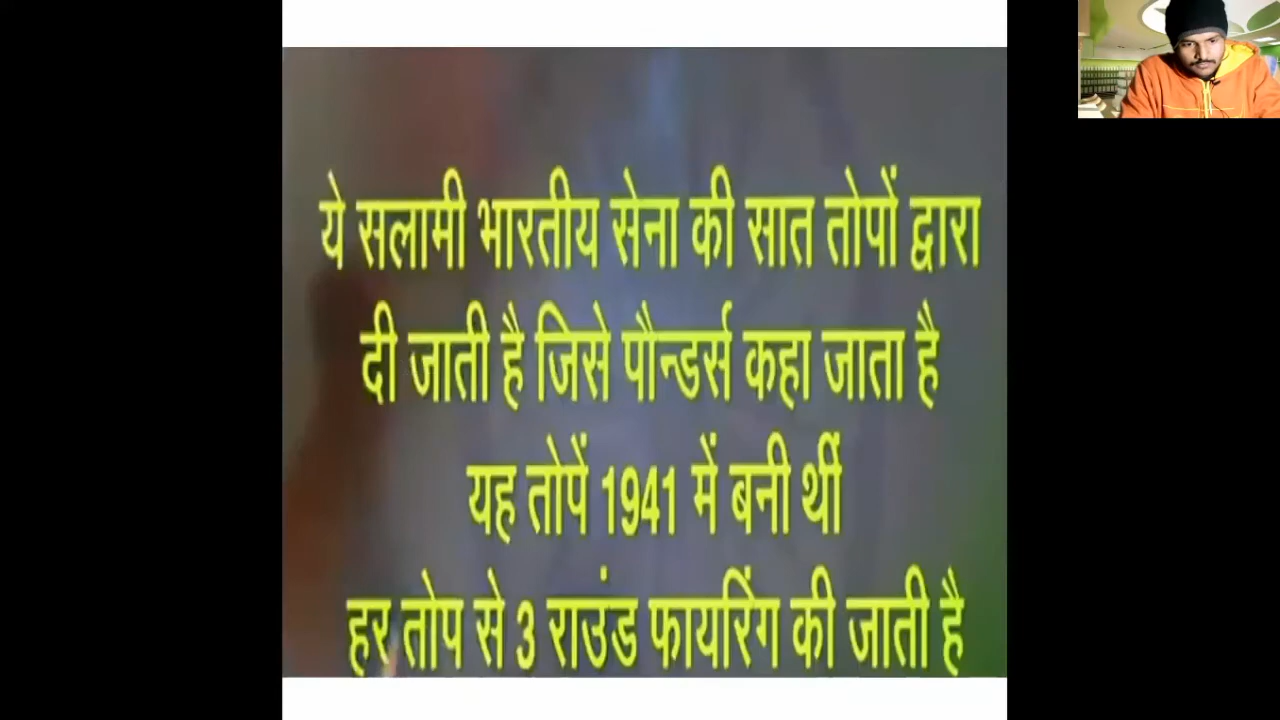 ये सलामी भारतीय सेना की सात तोपों द्वारा
दी जाती है जिसे पौन्डर्स कहा जाता है
यह तोपें 1941 में बनी थीं
हर तोप से 3 राउंड फायरिंग की जाती है